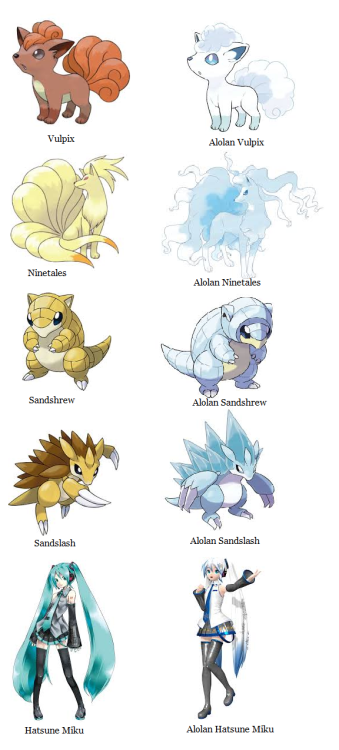 Vulpix
Alolan Vulpix
Ninetales
Alolan Ninetales
Sandshrew
Alolan Sandshrew
Sandslash
Alolan Sandslash
Hatsune Miku
Alolan Hatsune Miku